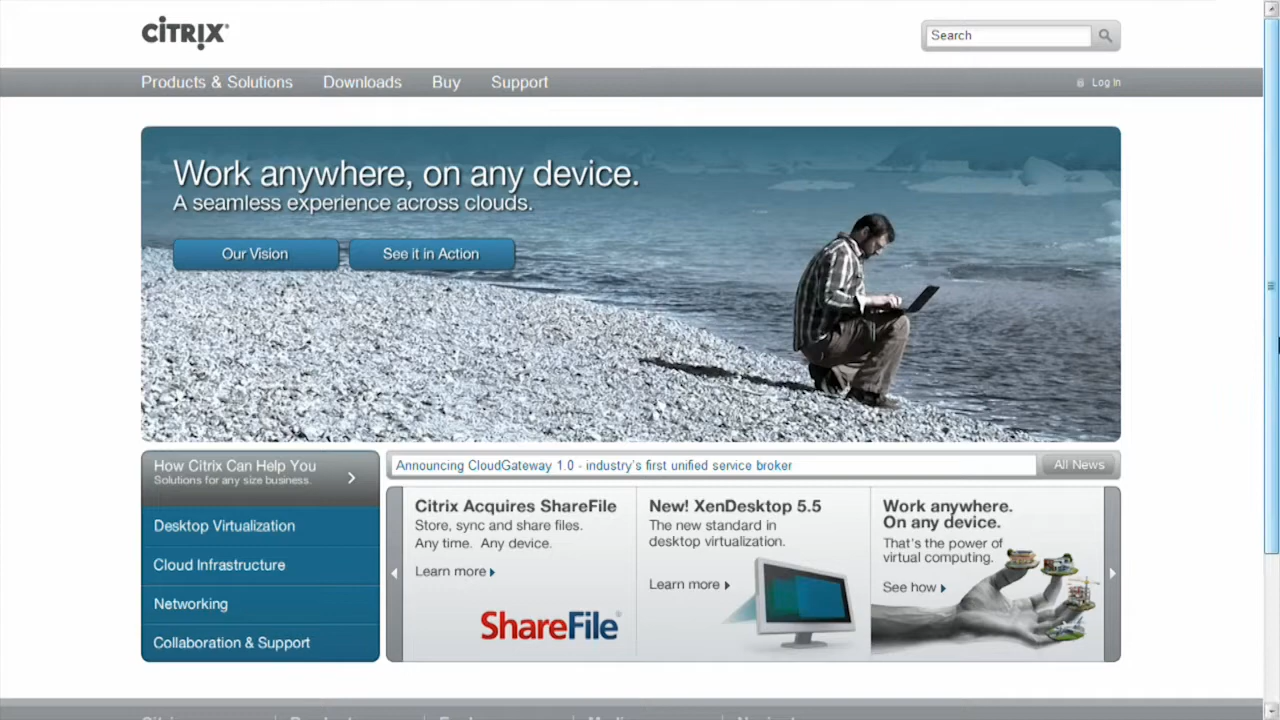 CİTRIX
Search
Products & Solutions
Downloads
Buy
Support
Log In
Work anywhere, on any device.
A seamless experience across clouds.
Our Vision
See it in Action
How Citrix Can Help You
Solutions for any size business.
Desktop Virtualization
Cloud Infrastructure
Networking
Collaboration & Support
Announcing CloudGateway 1.0 - industry's first unified service broker
All News
Citrix Acquires ShareFile
Store, sync and share files.
Any time. Any device.
Learn more
ShareFile
New! XenDesktop 5.5
The new standard in
desktop virtualization.
Learn more
Work anywhere.
On any device.
That's the power of
virtual computing.
See how